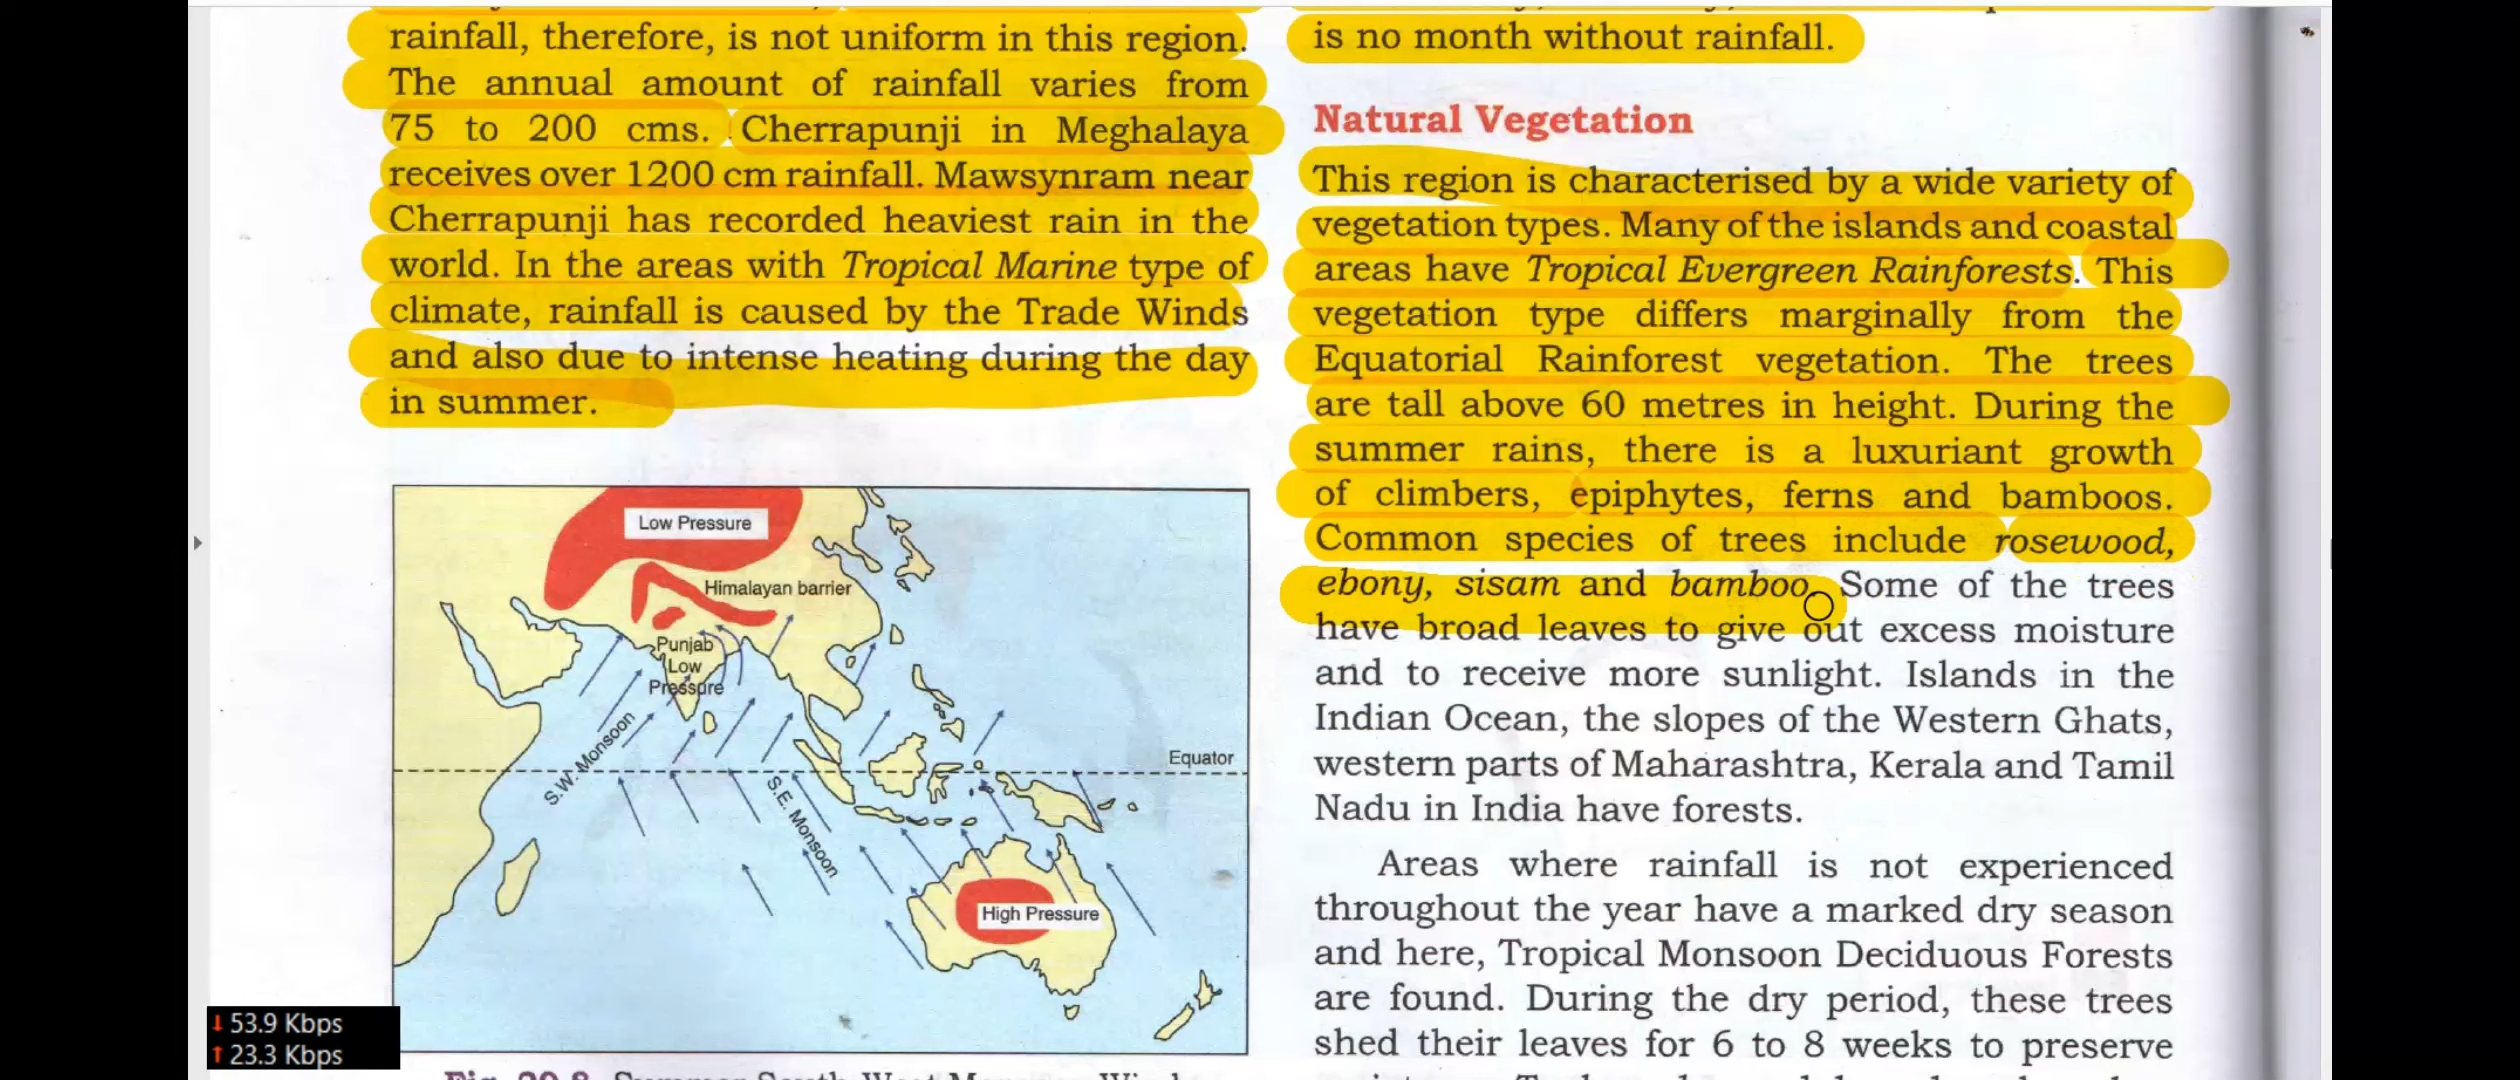 rainfall, therefore, is not uniform in this region.
The annual amount of rainfall varies from
75 to 200 cms. Cherrapunji in Meghalaya
receives over 1200 cm rainfall. Mawsynram near
Cherrapunji has recorded heaviest rain in the
world. In the areas with Tropical Marine type of
climate, rainfall is caused by the Trade Winds
and also due to intense heating during the day
in summer.
Low Pressure
Himalayan barrier
Punjab
Low
Pressure
S.W. Monsoon
Equator
S.E. Monsoon
High Pressure
is no month without rainfall.
Natural Vegetation
This region is characterised by a wide variety of
vegetation types. Many of the islands and coastal
areas have Tropical Evergreen Rainforests. This
vegetation type differs marginally from the
Equatorial Rainforest vegetation. The trees
are tall above 60 metres in height. During the
summer rains, there is a luxuriant growth
of climbers, epiphytes, ferns and bamboos.
Common species of trees include rosewood,
ebony, sisam and bamboo. Some of the trees
have broad leaves to give out excess moisture
and to receive more sunlight. Islands in the
Indian Ocean, the slopes of the Western Ghats,
western parts of Maharashtra, Kerala and Tamil
Nadu in India have forests.
Areas where rainfall is not experienced
throughout the year have a marked dry season
and here, Tropical Monsoon Deciduous Forests
are found. During the dry period, these trees
shed their leaves for 6 to 8 weeks to preserve
53.9 Kbps
23.3 Kbps